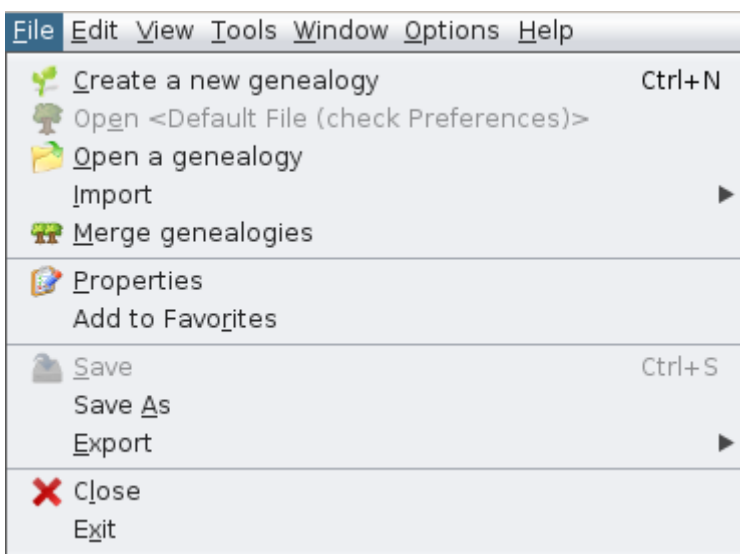 File Edit View Tools Window Options Help
Create a new genealogy Ctrl+N
Open <Default File (check Preferences)>
Open a genealogy
Import
Merge genealogies
Properties
Add to Favorites
Save Ctrl+S
Save As
Export
Close
Exit